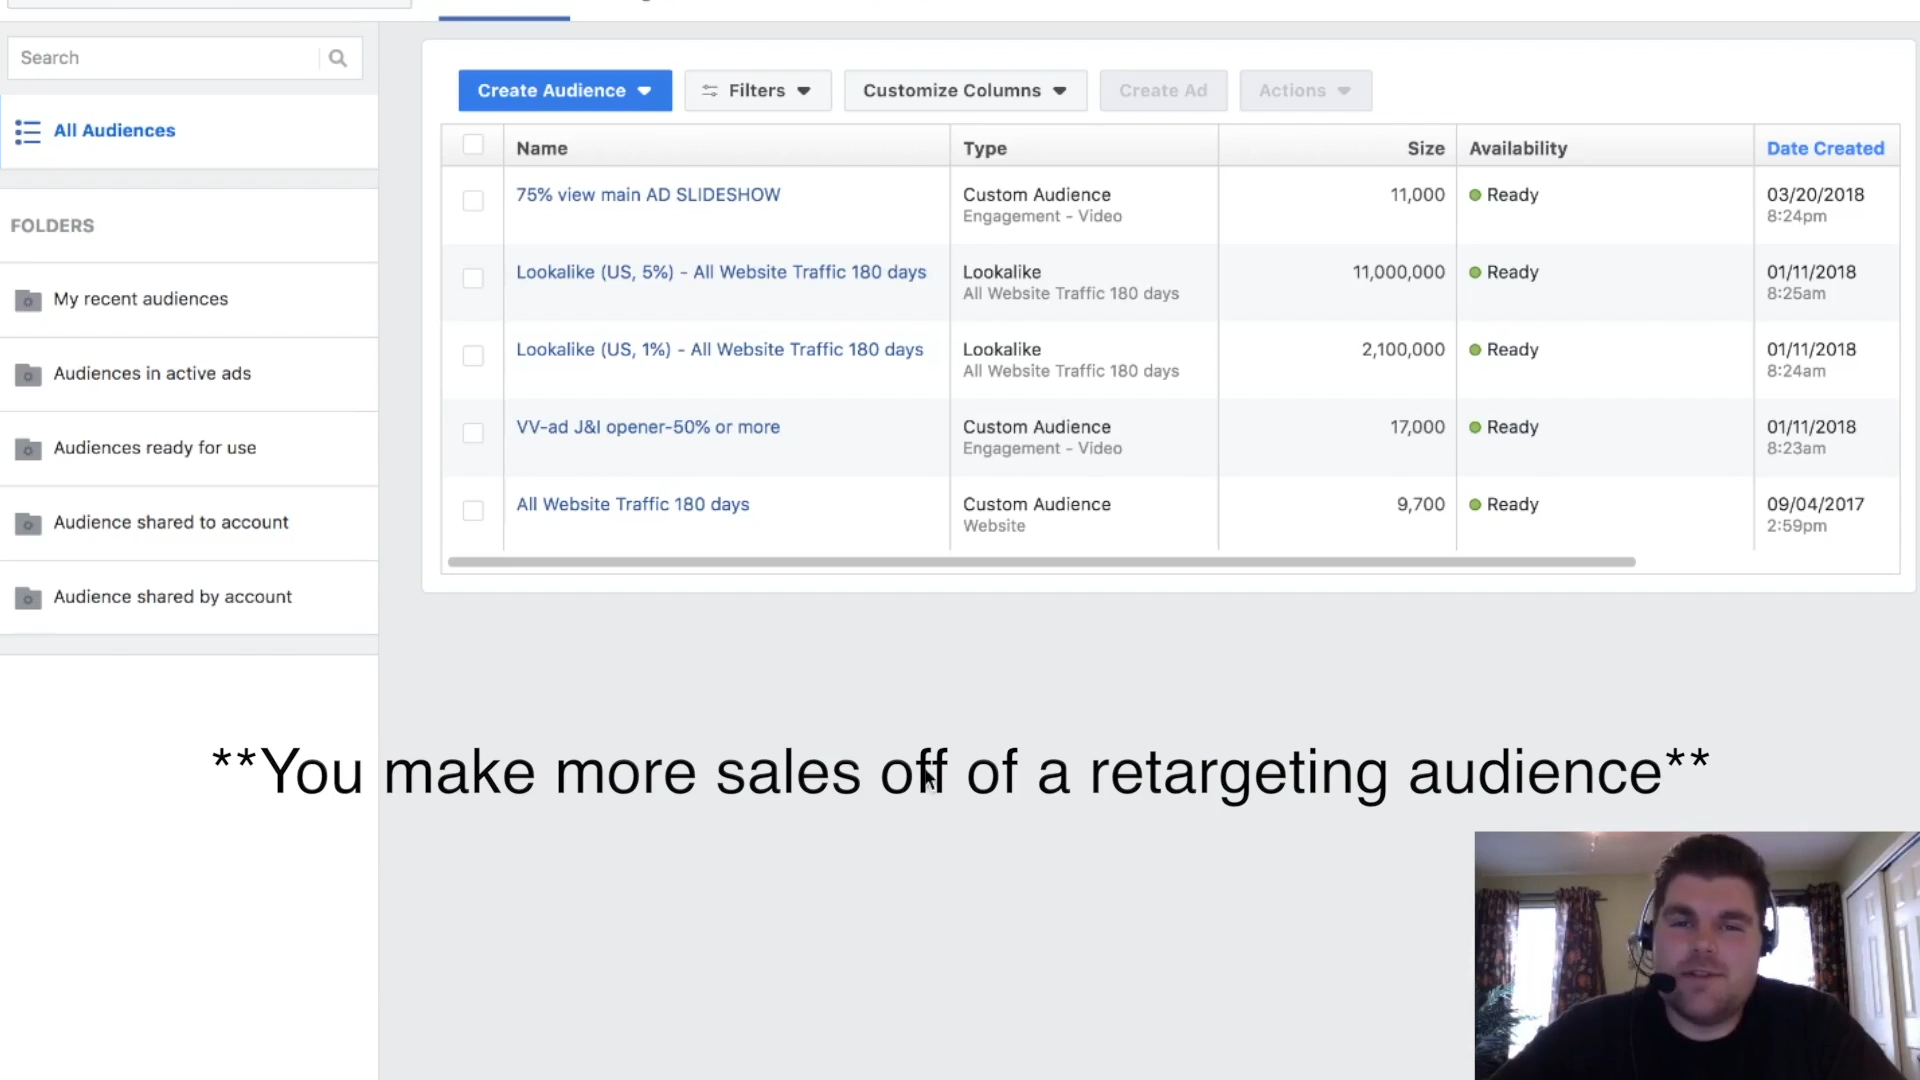 Search
All Audiences
FOLDERS
My recent audiences
Audiences in active ads
Audiences ready for use
Audience shared to account
Audience shared by account
Create Audience Filters Customize Columns Create Ad Actions
Name Type Size Availability Date Created
75% view main AD SLIDESHOW Custom Audience 11,000 Ready 03/20/2018
Engagement - Video 8:24pm
Lookalike (US, 5%) - All Website Traffic 180 days Lookalike 11,000,000 Ready 01/11/2018
All Website Traffic 180 days 8:25am
Lookalike (US, 1%) - All Website Traffic 180 days Lookalike 2,100,000 Ready 01/11/2018
All Website Traffic 180 days 8:24am
VV-ad J&I opener-50% or more Custom Audience 17,000 Ready 01/11/2018
Engagement - Video 8:23am
All Website Traffic 180 days Custom Audience 9,700 Ready 09/04/2017
Website 2:59pm
**You make more sales off of a retargeting audience**